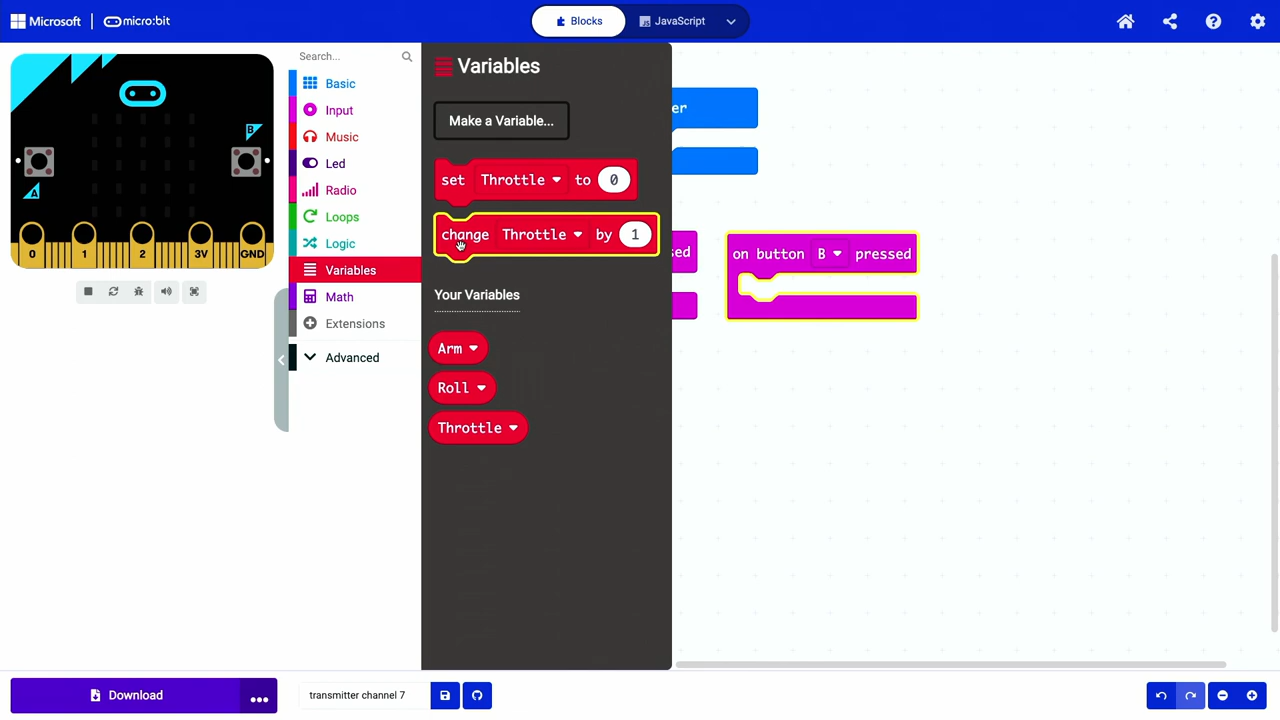 Microsoft
micro:bit
Blocks
JavaScript
Search...
Basic
Input
Music
Led
Radio
Loops
Logic
Variables
Math
Extensions
Advanced
A
B
0
1
2
3V
GND
Variables
Make a Variable...
set Throttle to 0
change Throttle by 1
Your Variables
Arm
Roll
Throttle
er
ed
on button B pressed
Download
transmitter channel 7